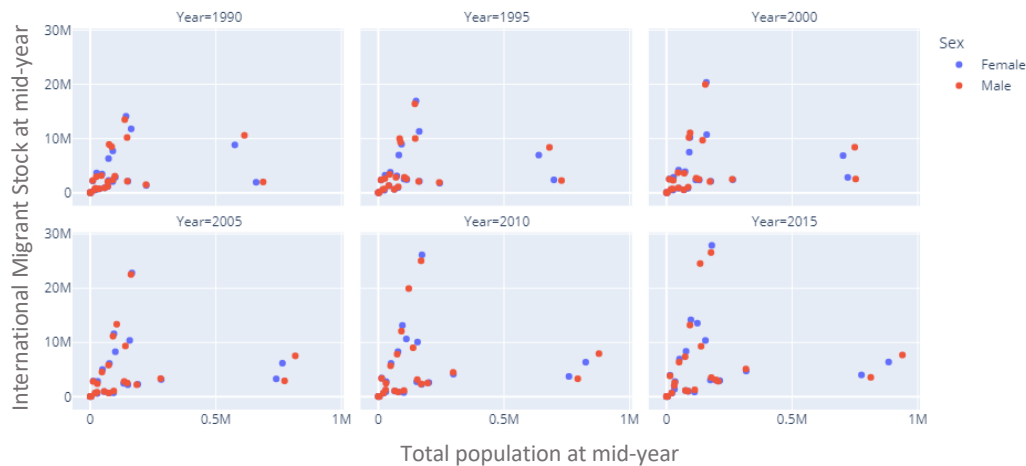 Year=1990
Year=1995
Year=2000
Sex
Female
Male
30M
20M
10M
0
Year=2005
Year=2010
Year=2015
30M
20M
10M
0
0
0.5M
1M
0
0.5M
1M
0
0.5M
1M
International Migrant Stock at mid-year
Total population at mid-year